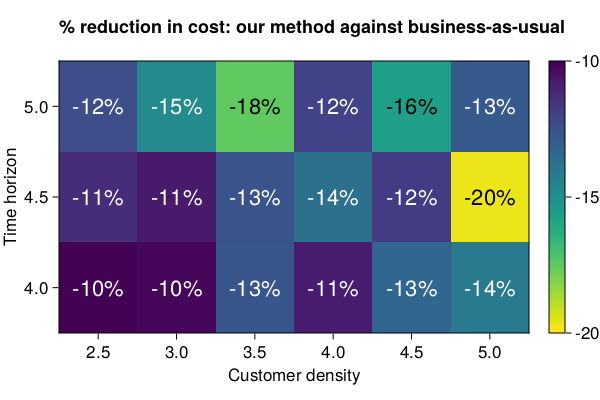 % reduction in cost: our method against business-as-usual
5.0 -12% -15% -18% -12% -16% -13%
4.5 -11% -11% -13% -14% -12% -20%
4.0 -10% -10% -13% -11% -13% -14%
2.5 3.0 3.5 4.0 4.5 5.0
Customer density
Time horizon
-10
-15
-20